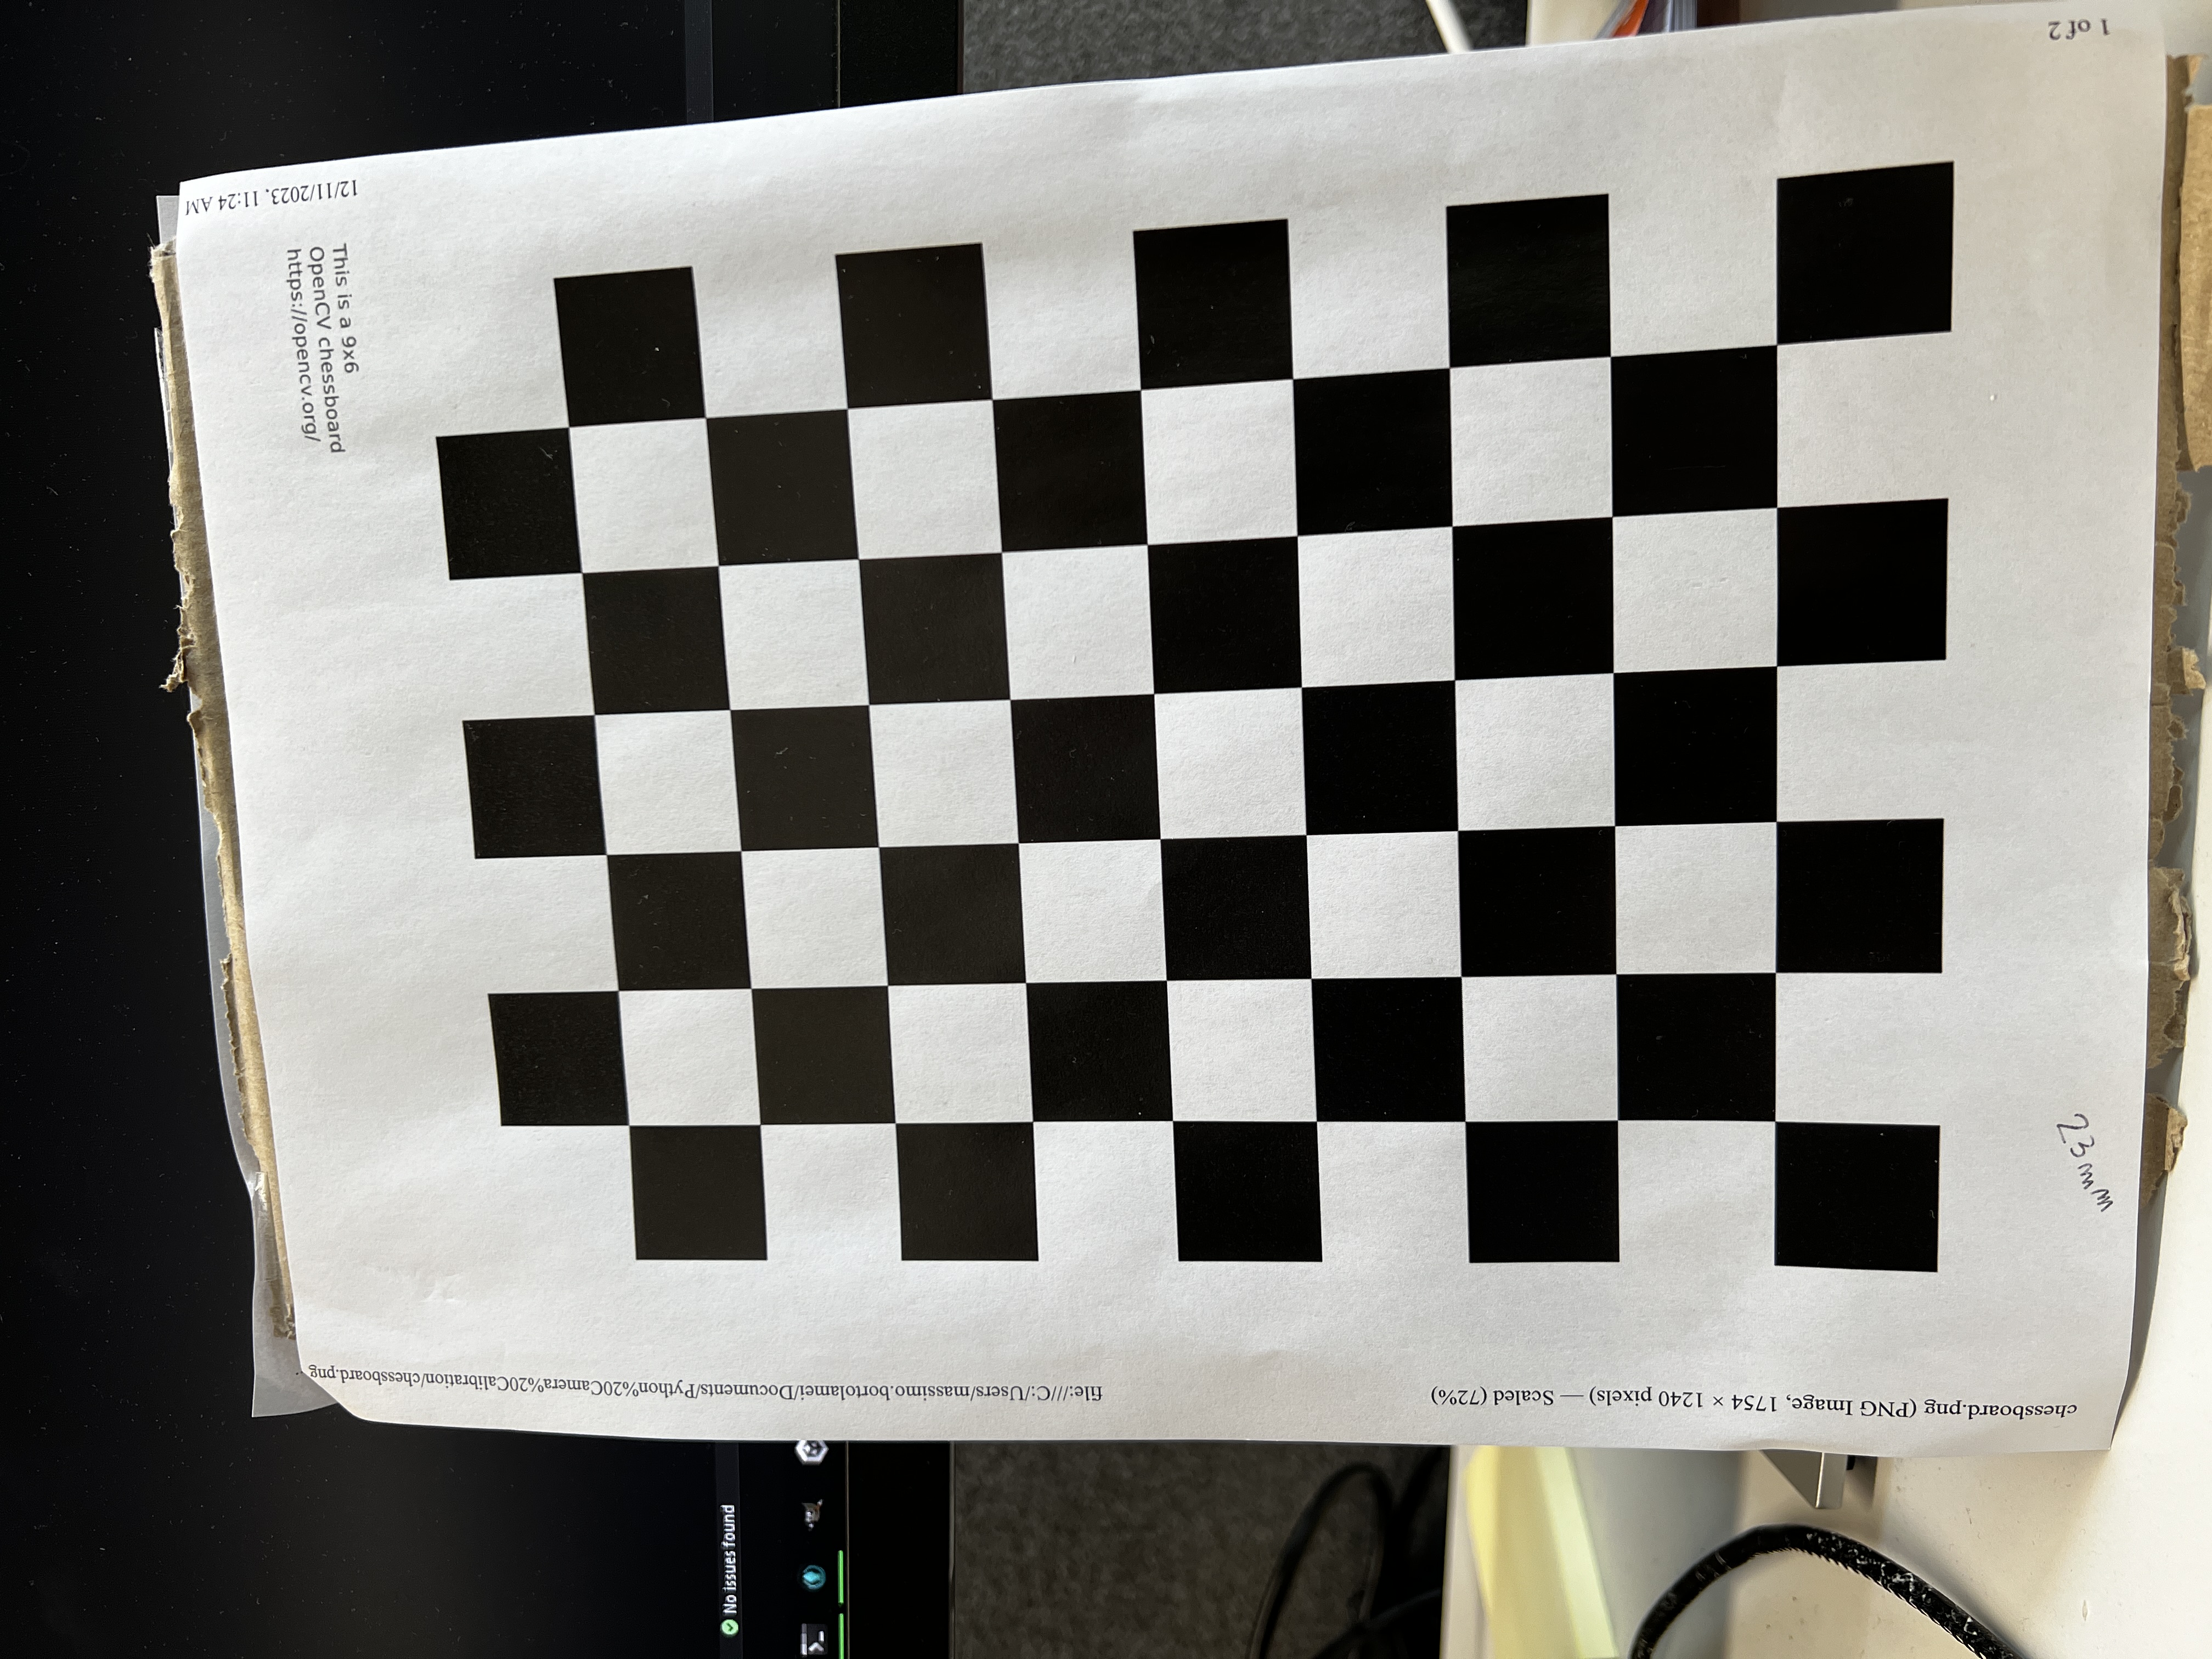 file:///C:/Users/massimo.bortolamei/Documents/Python%20Camera%20Calibration/chessboard.png
chessboard.png (PNG Image, 1754 × 1240 pixels) — Scaled (72%)
This is a 9x6
OpenCV chessboard
https://opencv.org/
12/11/2023, 11:24 AM
No issues found
23 mm
1 of 2